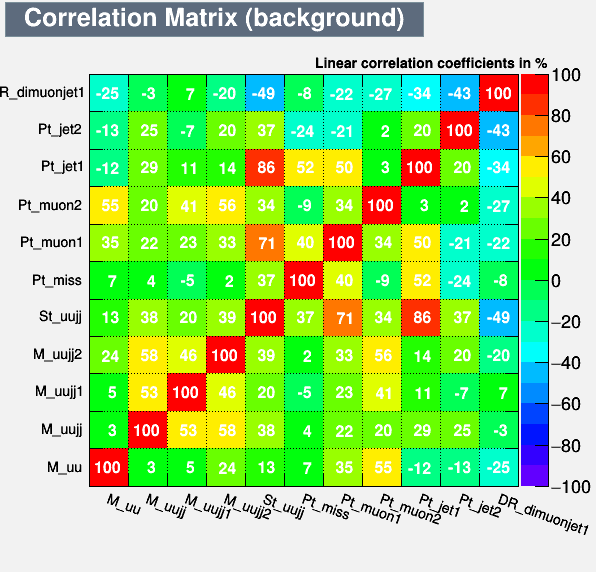 Correlation Matrix (background)
Linear correlation coefficients in %
R_dimuonjet1 -25 -3 7 -20 -49 -8 -22 -27 -34 -43 100 100
Pt_jet2 -13 25 -7 20 37 -24 -21 2 20 100 -43 80
Pt_jet1 -12 29 11 14 86 52 50 3 100 20 -34 60
Pt_muon2 55 20 41 56 34 -9 34 100 3 2 -27 40
Pt_muon1 35 22 23 33 71 40 100 34 50 -21 -22 20
Pt_miss 7 4 -5 2 37 100 40 -9 52 -24 -8 0
St_uujj 13 38 20 39 100 37 71 34 86 37 -49 −20
M_uujj2 24 58 46 100 39 2 33 56 14 20 -20 −40
M_uujj1 5 53 100 46 20 -5 23 41 11 -7 7 −60
M_uujj 3 100 53 58 38 4 22 20 29 25 -3 −80
M_uu 100 3 5 24 13 7 35 55 -12 -13 -25 −100
M_uu M_uujj M_uujj1 M_uujj2 St_uujj Pt_miss Pt_muon1 Pt_muon2 Pt_jet1 Pt_jet2 DR_dimuonjet1